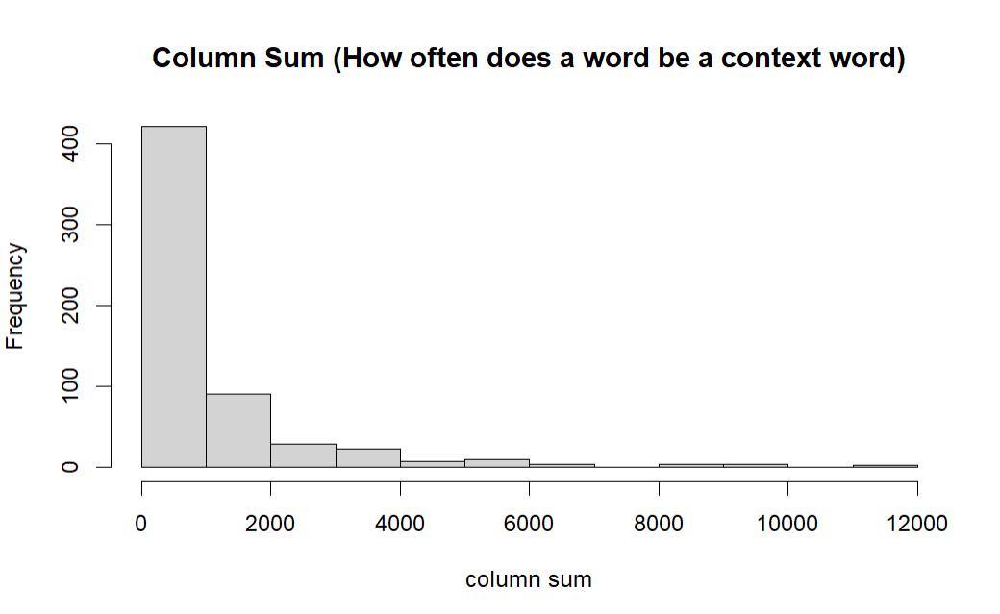 Column Sum (How often does a word be a context word)
400
300
200
100
0
Frequency
0 2000 4000 6000 8000 10000 12000
column sum